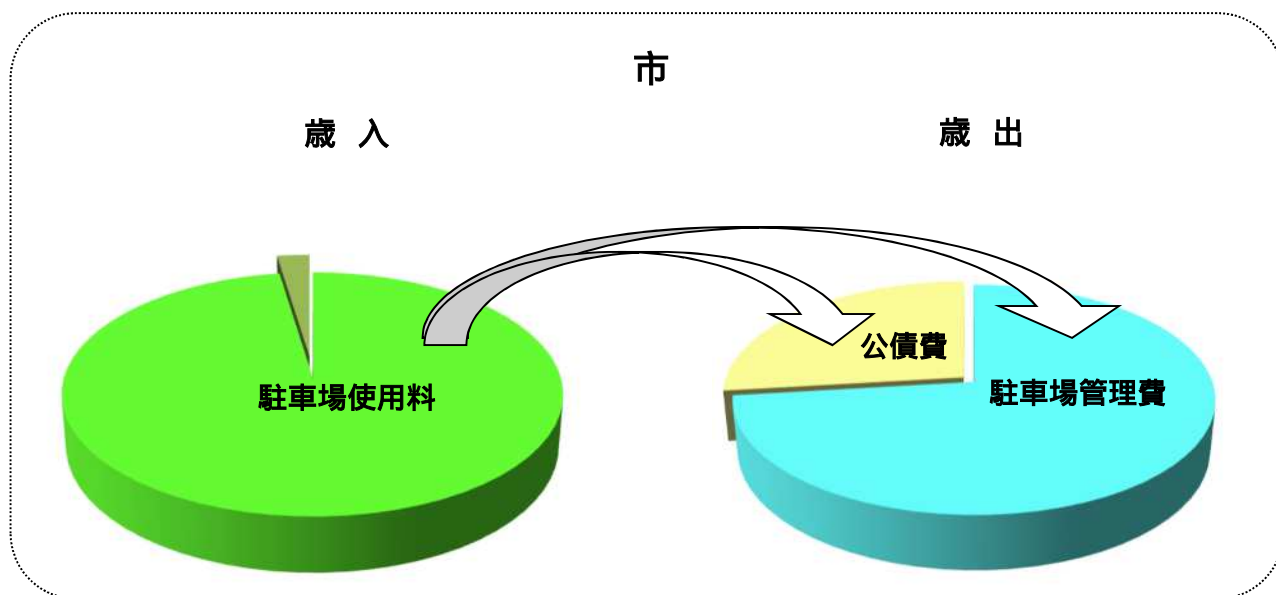 市
歳 入
歳 出
駐車場使用料
公債費
駐車場管理費